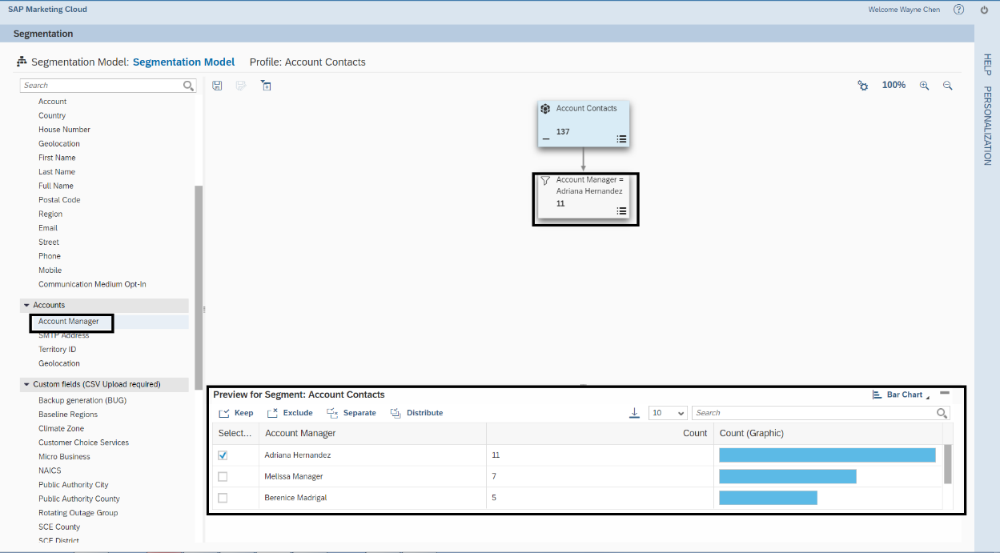 SAP Marketing Cloud
Welcome Wayne Chen
Segmentation
Segmentation Model: Segmentation Model Profile: Account Contacts
Search
Account
Country
House Number
Geolocation
First Name
Last Name
Full Name
Postal Code
Region
Email
Street
Phone
Mobile
Communication Medium Opt-In
Accounts
Account Manager
SMTP Address
Territory ID
Geolocation
Custom fields (CSV Upload required)
Backup generation (BUG)
Baseline Regions
Climate Zone
Customer Choice Services
Micro Business
NAICS
Public Authority City
Public Authority County
Rotating Outage Group
SCE County
SCE District
100%
Account Contacts
137
Account Manager =
Adriana Hernandez
11
Preview for Segment: Account Contacts
Bar Chart
Keep Exclude Separate Distribute 10 Search
Select... Account Manager Count Count (Graphic)
Adriana Hernandez 11
Melissa Manager 7
Berenice Madrigal 5
HELP
PERSONALIZATION